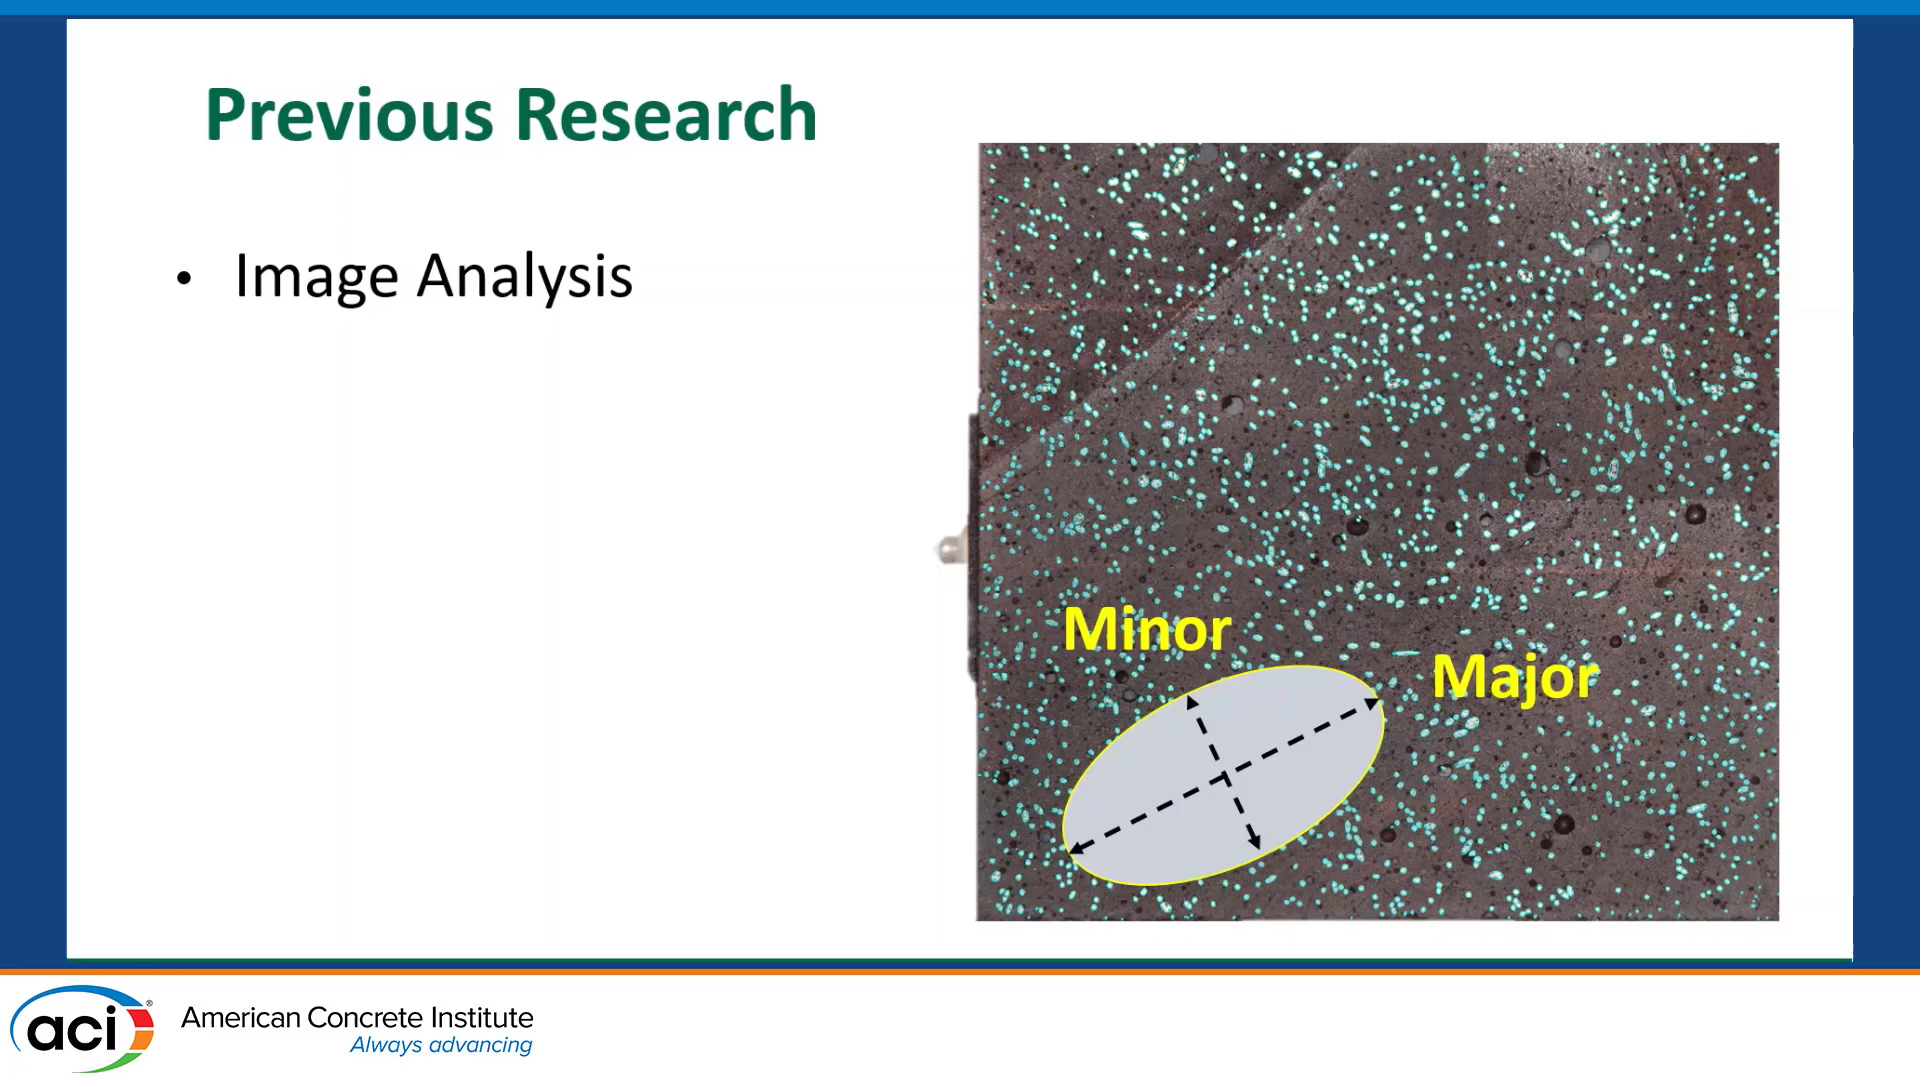 Previous Research
• Image Analysis
Minor
Major
aci®
American Concrete Institute
Always advancing